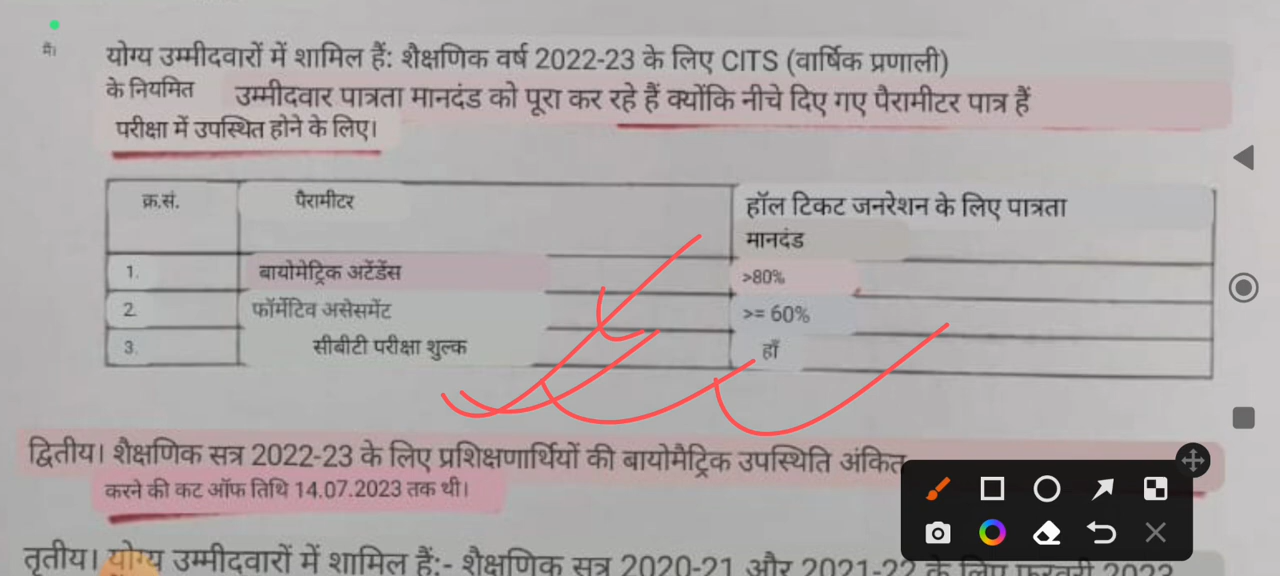 में।
योग्य उम्मीदवारों में शामिल हैं: शैक्षणिक वर्ष 2022-23 के लिए CITS (वार्षिक प्रणाली)
के नियमित उम्मीदवार पात्रता मानदंड को पूरा कर रहे हैं क्योंकि नीचे दिए गए पैरामीटर पात्र हैं
परीक्षा में उपस्थित होने के लिए।
क्र.सं. पैरामीटर हॉल टिकट जनरेशन के लिए पात्रता
मानदंड
1. बायोमेट्रिक अटेंडेंस >80%
2. फॉर्मेटिव असेसमेंट >= 60%
3. सीबीटी परीक्षा शुल्क हाँ
द्वितीय। शैक्षणिक सत्र 2022-23 के लिए प्रशिक्षणार्थियों की बायोमैट्रिक उपस्थिति अंकित
करने की कट ऑफ तिथि 14.07.2023 तक थी।
तृतीय। योग्य उम्मीदवारों में शामिल हैं:- शैक्षणिक सत्र 2020-21 और 2021-22 के लिए फरवरी 2023